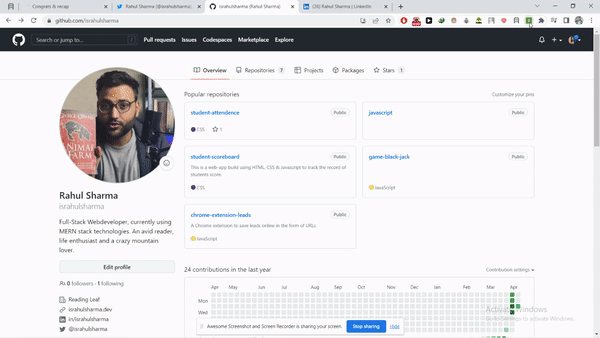 Congrats & recap
Rahul Sharma (@israhulsharma)
israhulsharma (Rahul Sharma)
(26) Rahul Sharma | LinkedIn
github.com/israhulsharma
Search or jump to...
Pull requests Issues Codespaces Marketplace Explore
Overview Repositories 7 Projects Packages Stars 1
Popular repositories
Customize your pins
student-attendence Public
CSS 1
javascript Public
student-scoreboard Public
This is a web-app build using HTML, CSS & Javascript to track the record of
students score.
CSS
game-black-jack Public
JavaScript
chrome-extension-leads Public
A Chrome extension to save leads online in the form of URLs
JavaScript
GEORGE ORWELL
ANIMAL
FARM
Rahul Sharma
israhulsharma
Full-Stack Webdeveloper, currently using
MERN stack technologies. An avid reader,
life enthusiast and a crazy mountain
lover.
Edit profile
0 followers · 1 following
Reading Leaf
israhulsharma.dev
in/israhulsharma
@israhulsharma
24 contributions in the last year
Contribution settings
Apr May Jun Jul Aug Sep Oct Nov Dec Jan Feb Mar Apr
Mon
Wed
Activate Windows
Go to Settings to activate Windows.
Awesome Screenshot and Screen Recorder is sharing your screen.
Stop sharing
Hide